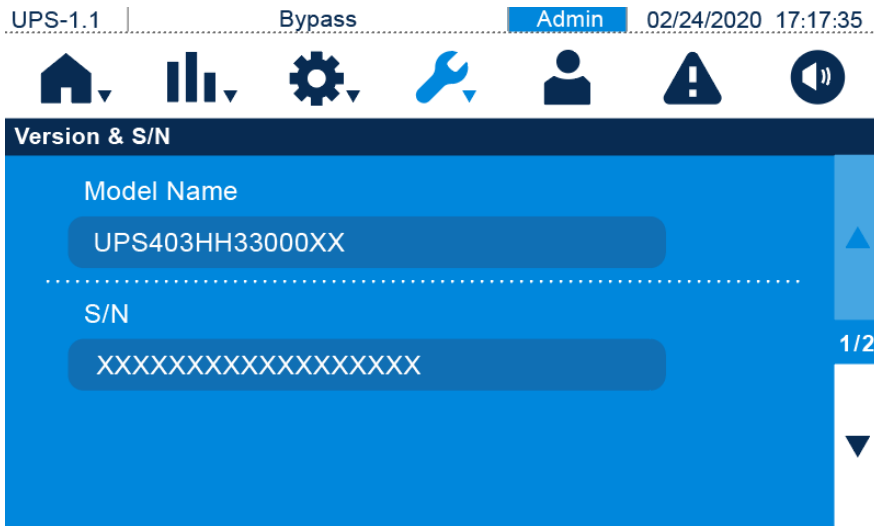 UPS-1.1 Bypass Admin 02/24/2020 17:17:35
Version & S/N
Model Name
UPS403HH33000XX
S/N
1/2
XXXXXXXXXXXXXXXXXX